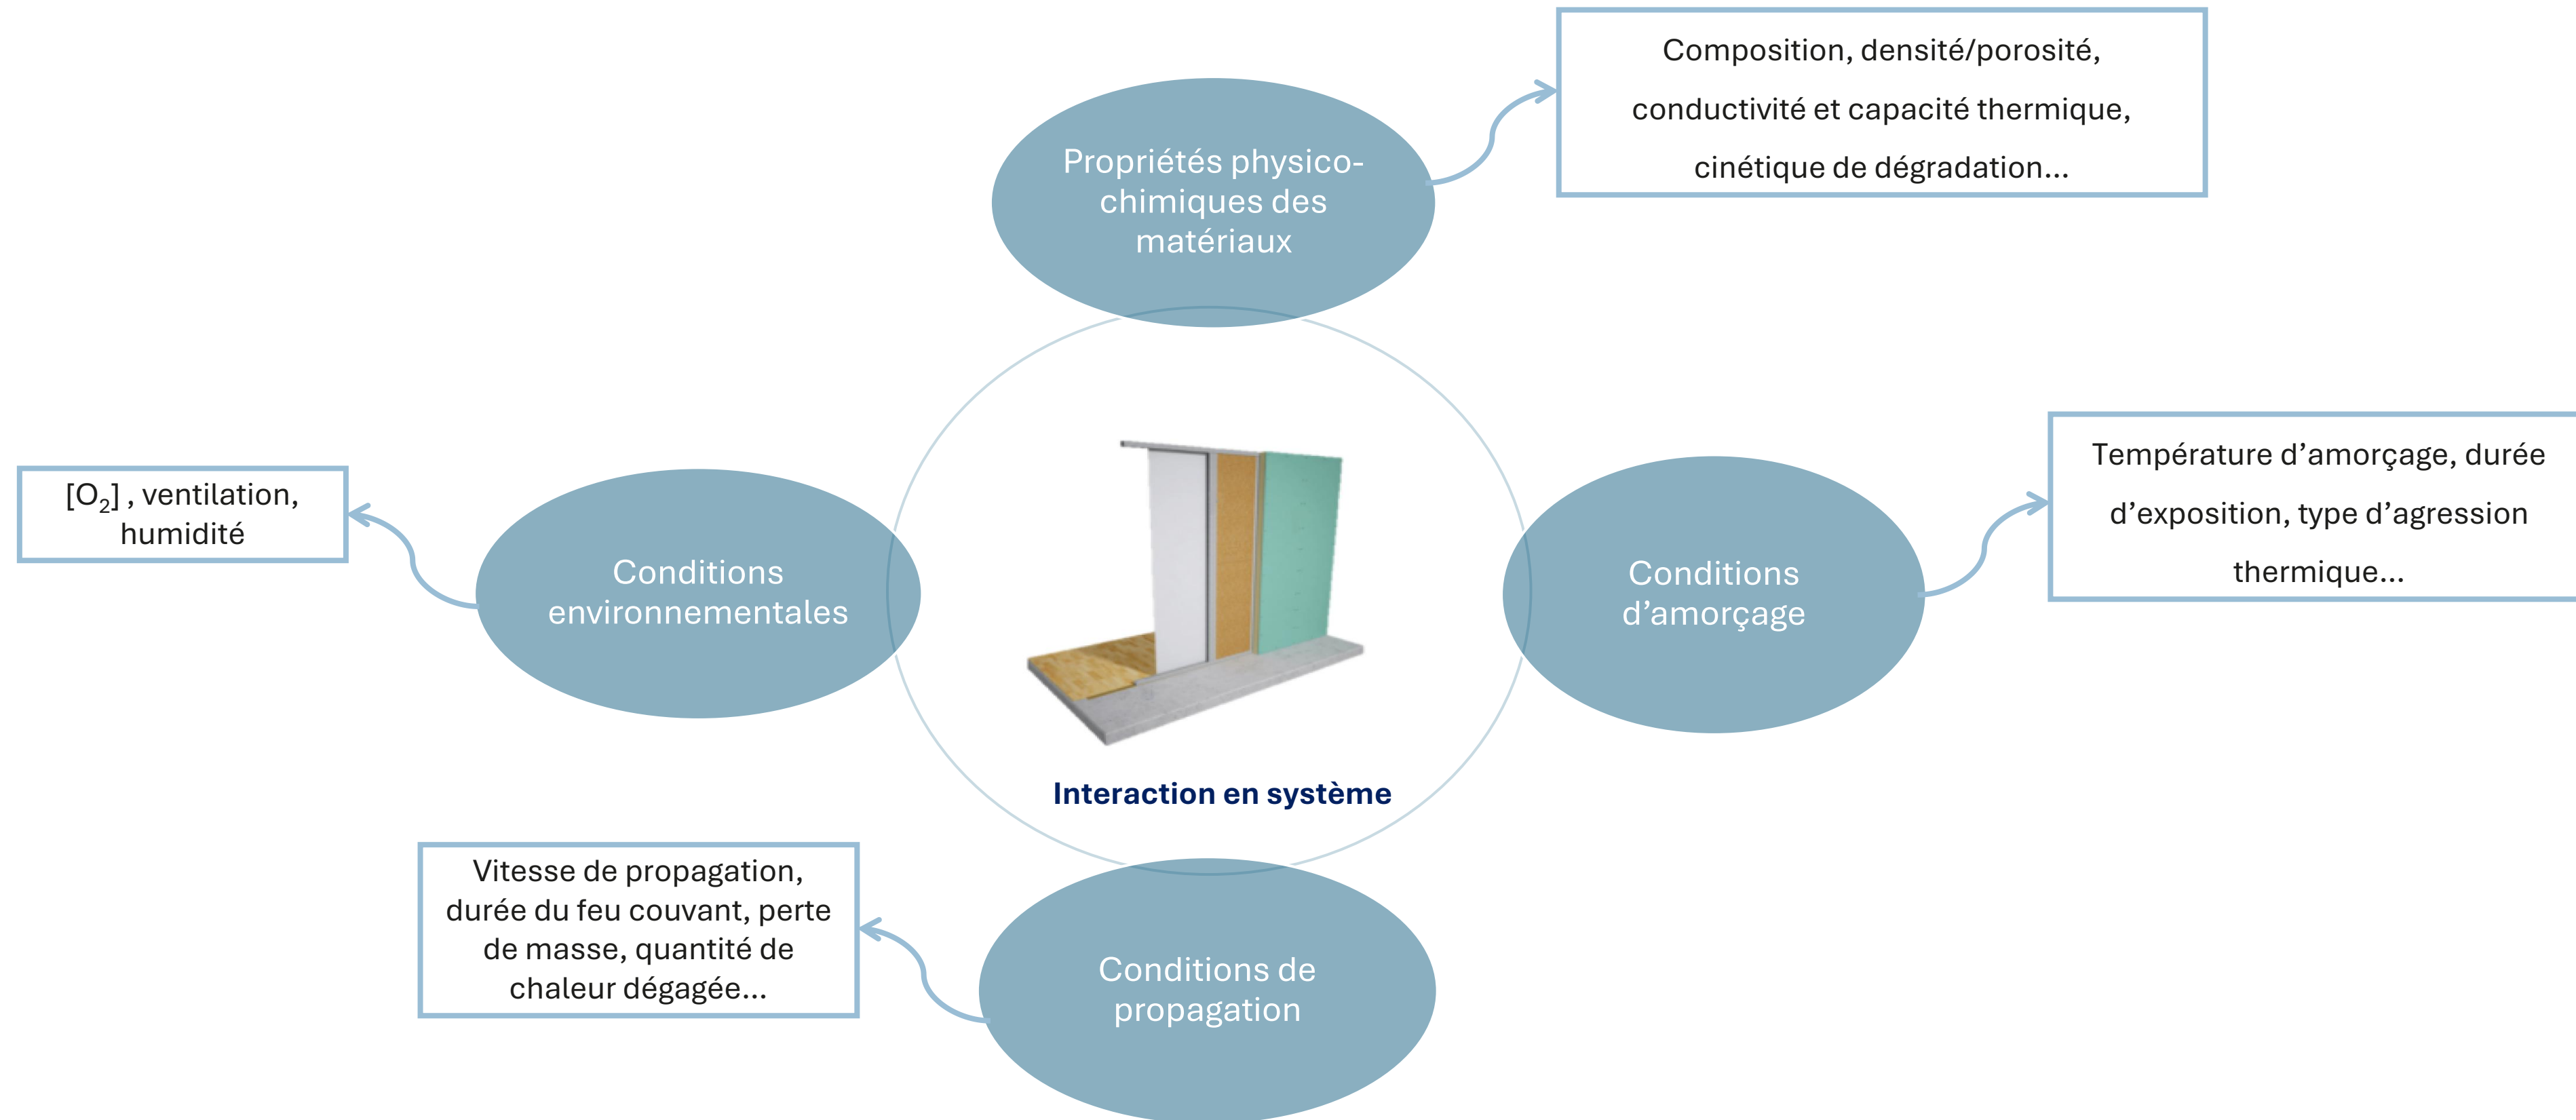 Composition, densité/porosité,
conductivité et capacité thermique,
cinétique de dégradation...
Propriétés physico-
chimiques des
matériaux
Température d’amorçage, durée
d’exposition, type d’agression
thermique...
[O₂] , ventilation,
humidité
Conditions
environnementales
Conditions
d’amorçage
Interaction en système
Vitesse de propagation,
durée du feu couvant, perte
de masse, quantité de
chaleur dégagée...
Conditions de
propagation